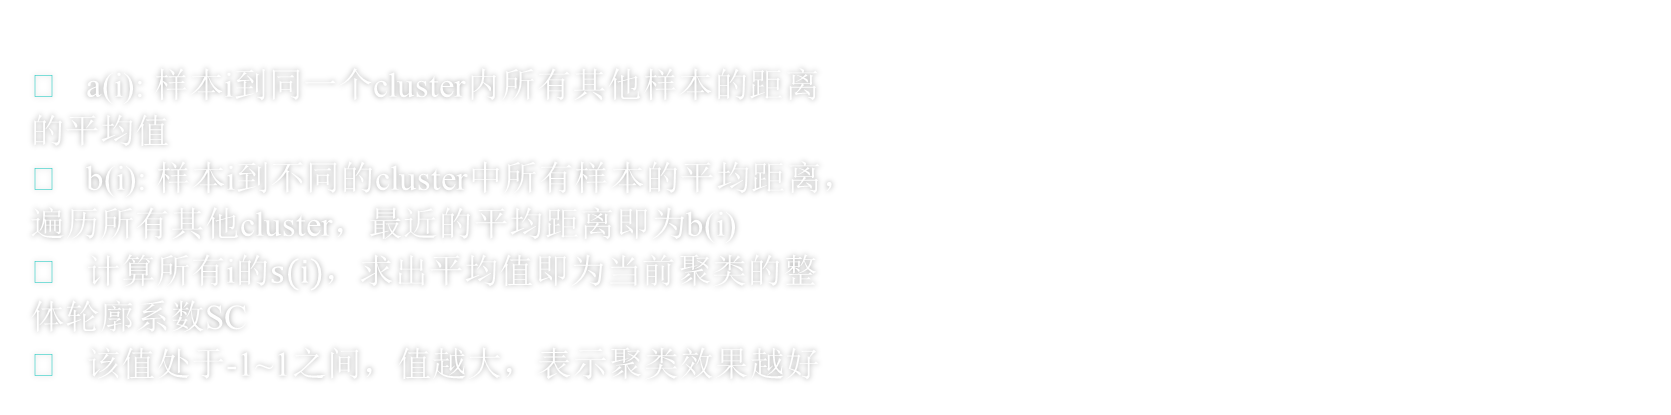 □ a(i): 样本i到同一个cluster内所有其他样本的距离
的平均值
□ b(i): 样本i到不同的cluster中所有样本的平均距离，
遍历所有其他cluster，最近的平均距离即为b(i)
□ 计算所有i的s(i)，求出平均值即为当前聚类的整
体轮廓系数SC
□ 该值处于-1~1之间，值越大，表示聚类效果越好